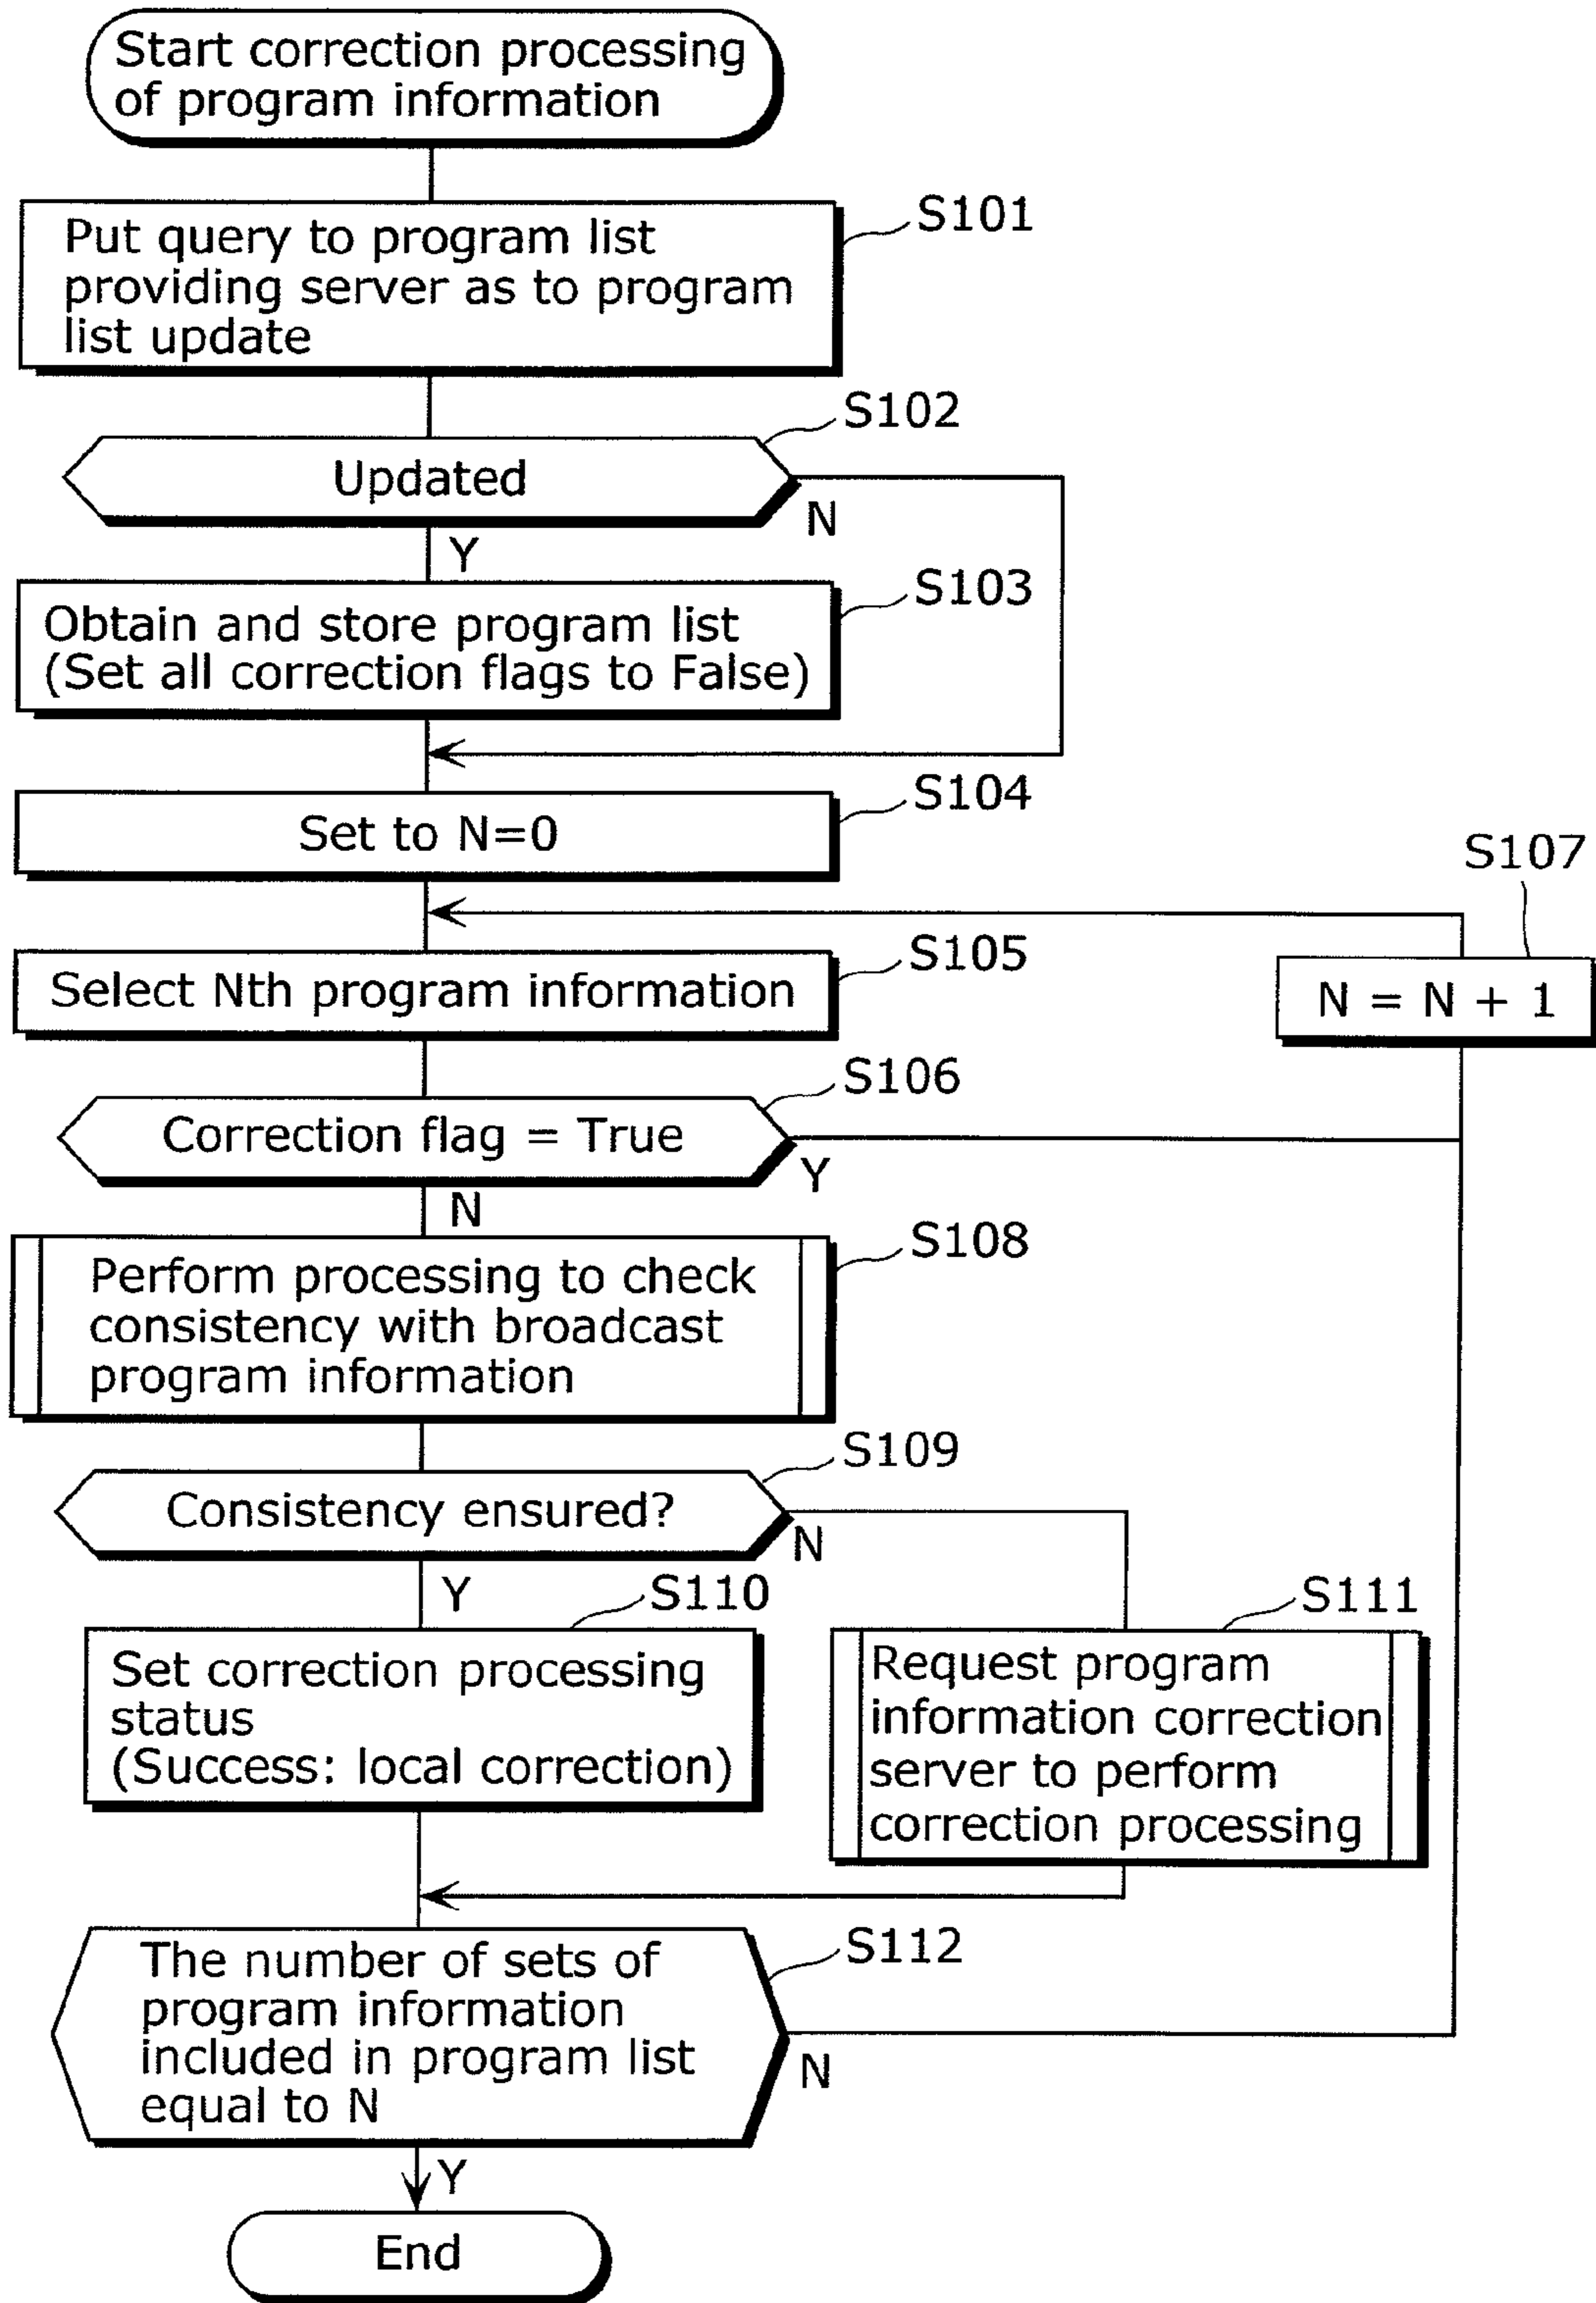 Start correction processing
of program information
S101
Put query to program list
providing server as to program
list update
S102
Updated
N
Y
S103
Obtain and store program list
(Set all correction flags to False)
S104
Set to N=0
S107
N = N + 1
S105
Select Nth program information
S106
Correction flag = True
Y
N
S108
Perform processing to check
consistency with broadcast
program information
S109
Consistency ensured?
N
Y
S110
Set correction processing
status
(Success: local correction)
S111
Request program
information correction
server to perform
correction processing
S112
The number of sets of
program information
included in program list
equal to N
N
Y
End